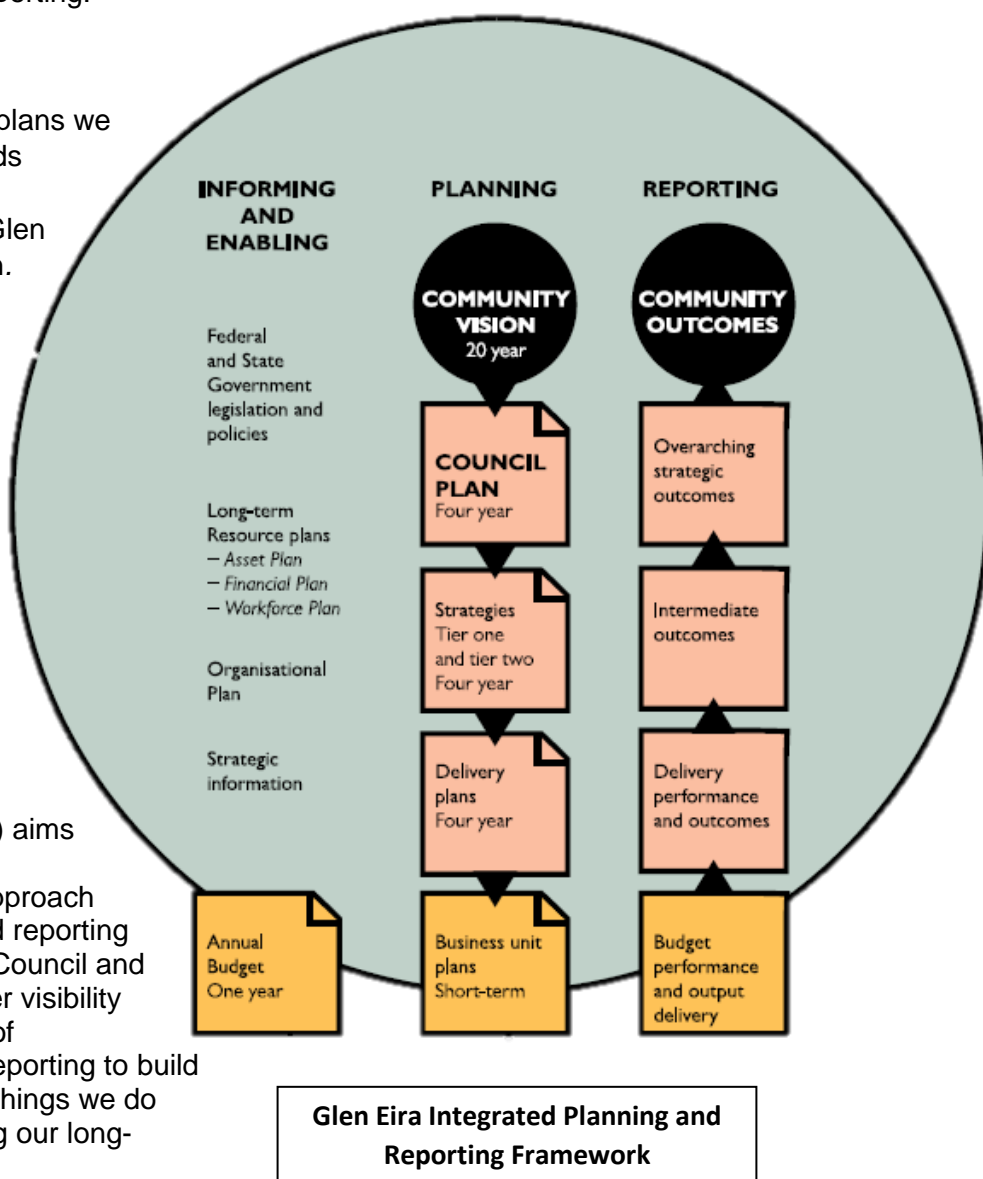 orting.
plans we
ds
Glen
n.
INFORMING
AND
ENABLING
Federal
and State
Government
legislation and
policies
Long-term
Resource plans
– Asset Plan
– Financial Plan
– Workforce Plan
Organisational
Plan
Strategic
information
Annual
Budget
One year
PLANNING
COMMUNITY
VISION
20 year
COUNCIL
PLAN
Four year
Strategies
Tier one
and tier two
Four year
Delivery
plans
Four year
Business unit
plans
Short-term
REPORTING
COMMUNITY
OUTCOMES
Overarching
strategic
outcomes
Intermediate
outcomes
Delivery
performance
and outcomes
Budget
performance
and output
delivery
) aims
pproach
d reporting
Council and
er visibility
of
eporting to build
things we do
g our long-
Glen Eira Integrated Planning and
Reporting Framework